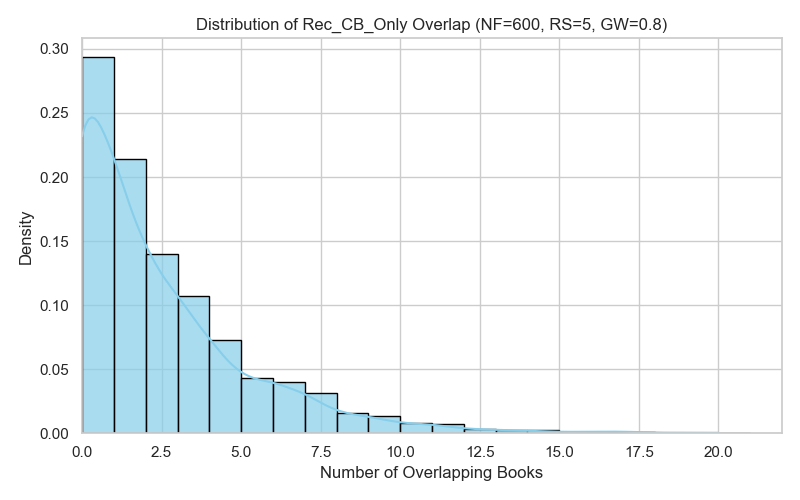 Distribution of Rec_CB_Only Overlap (NF=600, RS=5, GW=0.8)
0.30
0.25
0.20
0.15
0.10
0.05
0.00
Density
0.0 2.5 5.0 7.5 10.0 12.5 15.0 17.5 20.0
Number of Overlapping Books